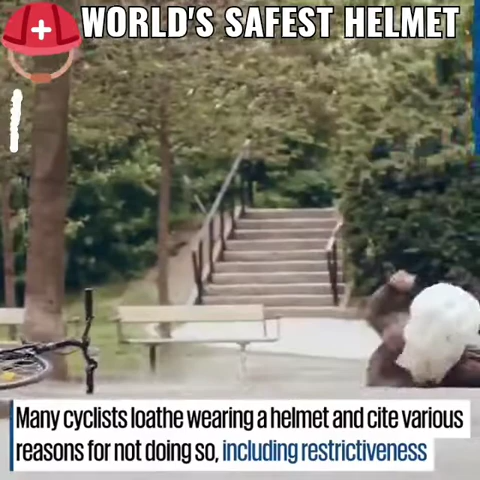 WORLD'S SAFEST HELMET
Many cyclists loathe wearing a helmet and cite various
reasons for not doing so, including restrictiveness